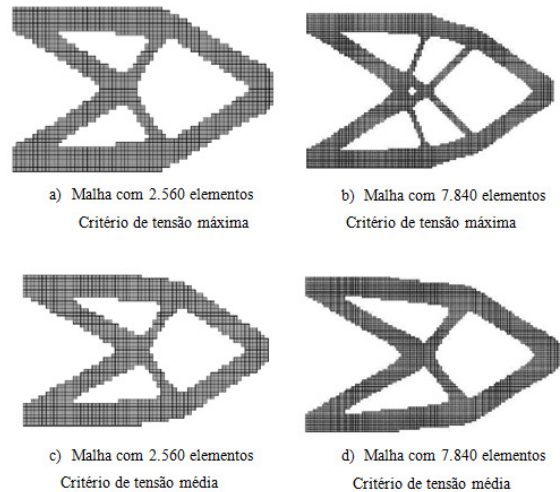 a) Malha com 2.560 elementos
Critério de tensão máxima
b) Malha com 7.840 elementos
Critério de tensão máxima
c) Malha com 2.560 elementos
Critério de tensão média
d) Malha com 7.840 elementos
Critério de tensão média